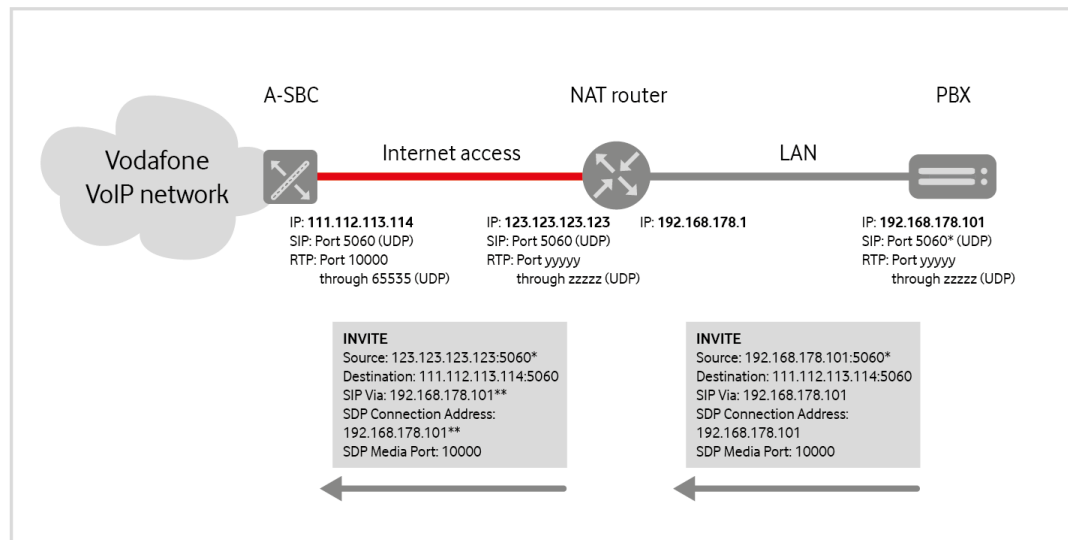 A-SBC
NAT router
PBX
Vodafone
VoIP network
Internet access
LAN
IP: 111.112.113.114
SIP: Port 5060 (UDP)
RTP: Port 10000
through 65535 (UDP)
IP: 123.123.123.123
SIP: Port 5060 (UDP)
RTP: Port yyyyy
through zzzzz (UDP)
IP: 192.168.178.1
IP: 192.168.178.101
SIP: Port 5060* (UDP)
RTP: Port yyyyy
through zzzzz (UDP)
INVITE
Source: 123.123.123.123:5060*
Destination: 111.112.113.114:5060
SIP Via: 192.168.178.101**
SDP Connection Address:
192.168.178.101**
SDP Media Port: 10000
INVITE
Source: 192.168.178.101:5060*
Destination: 111.112.113.114:5060
SIP Via: 192.168.178.101
SDP Connection Address:
192.168.178.101
SDP Media Port: 10000